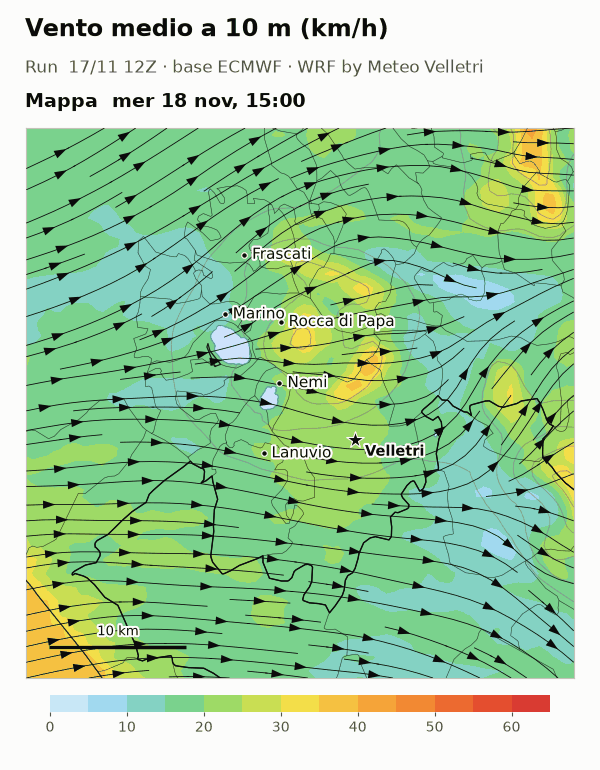 Vento medio a 10 m (km/h)
Run  17/11 12Z · base ECMWF · WRF by Meteo Velletri
Mappa  mer 18 nov, 15:00
Frascati
Marino
Rocca di Papa
Nemi
Velletri
Lanuvio
10 km
0 10 20 30 40 50 60